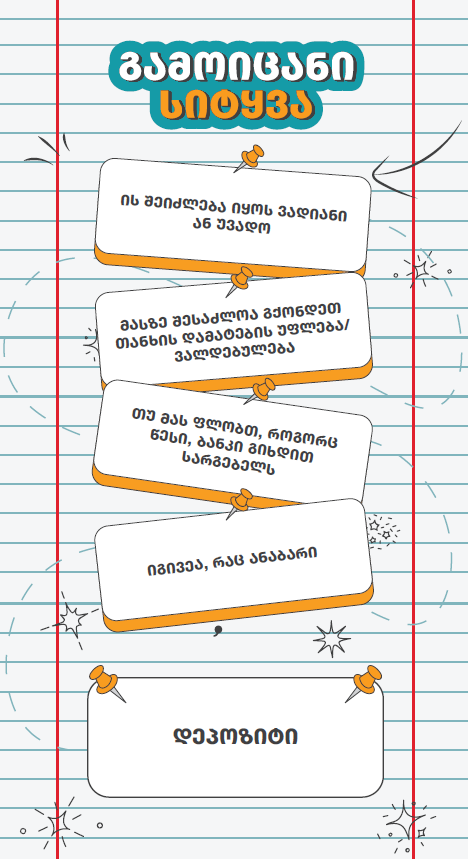 გამოიცანი
სიტყვა
ის შეიძლება იყოს ვადიანი
ან უვადო
მასზე შესაძლოა გქონდეთ
თანხის დამატების უფლება/
ვალდებულება
თუ მას ფლობთ, როგორც
წესი, ბანკი გიხდით
სარგებელს
იგივეა, რაც ანაბარი
დეპოზიტი